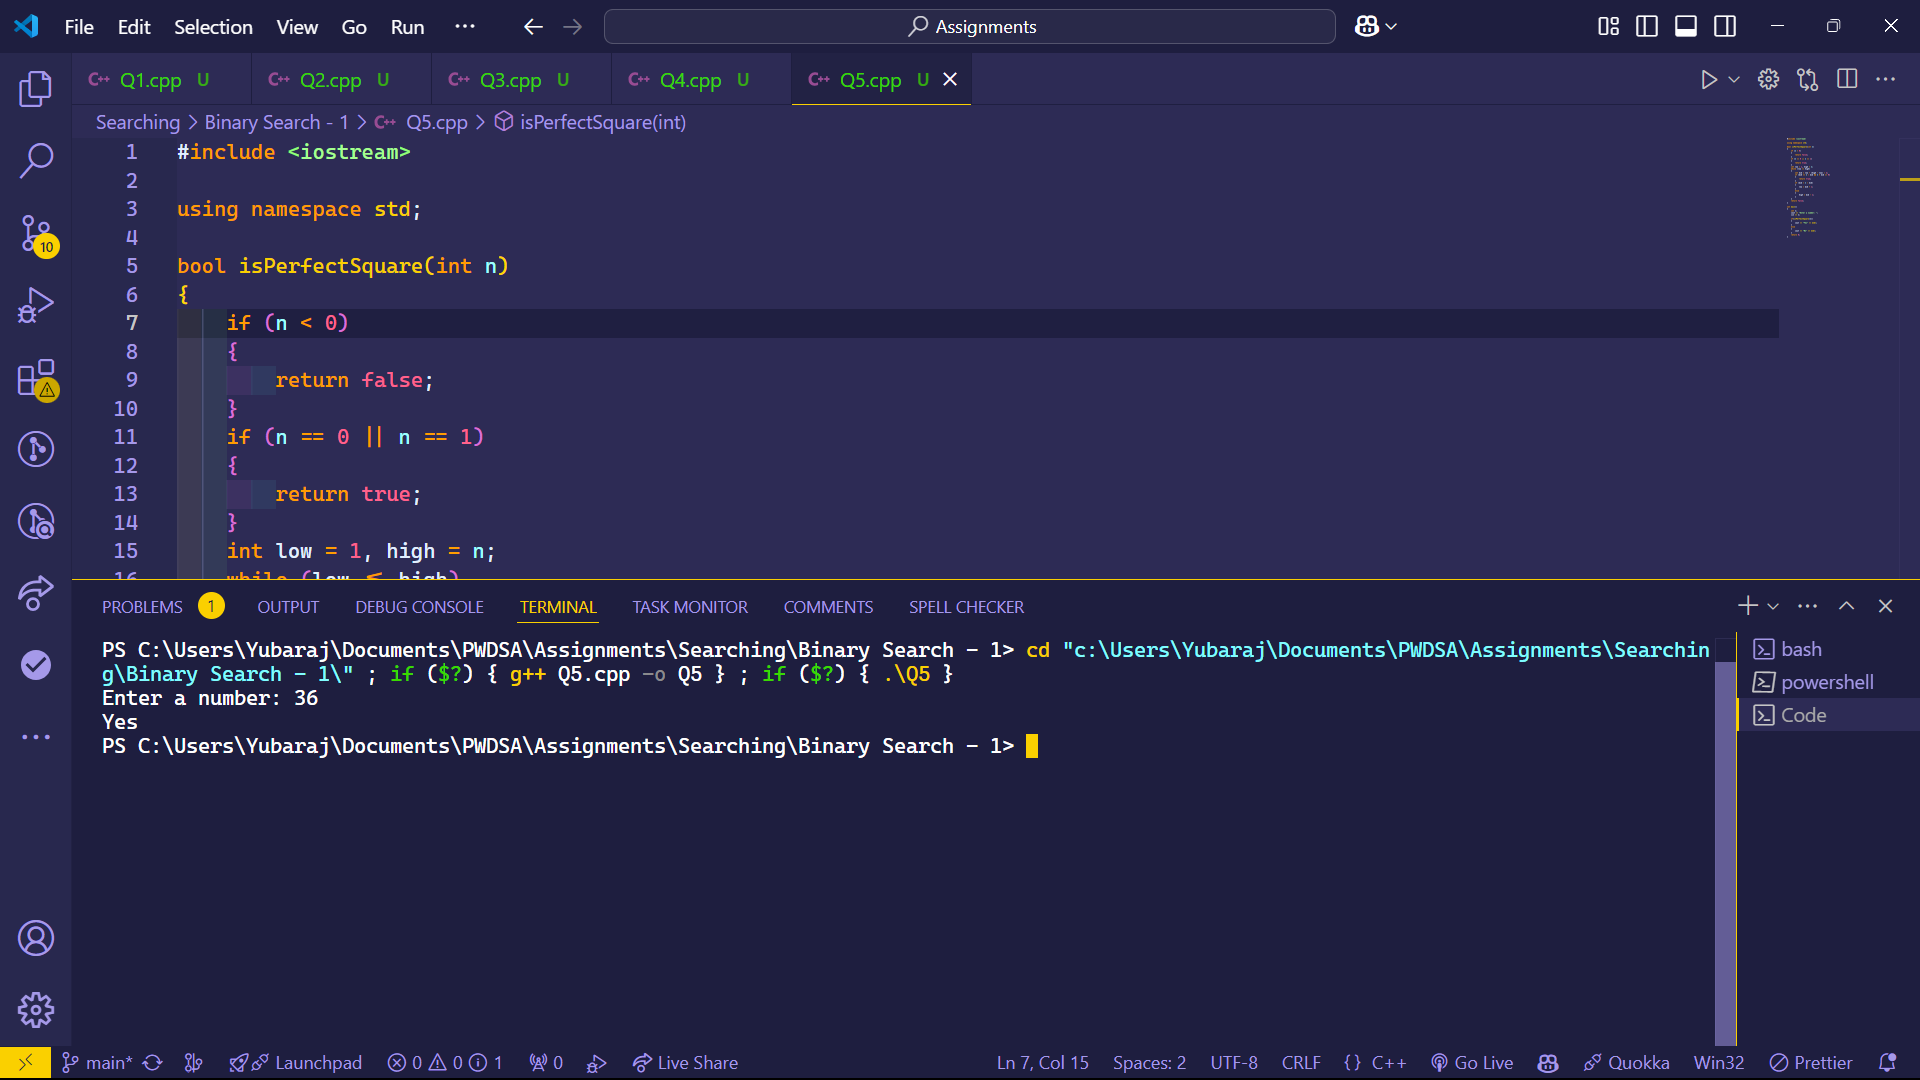 File Edit Selection View Go Run ··· Assignments
C++ Q1.cpp U C++ Q2.cpp U C++ Q3.cpp U C++ Q4.cpp U C++ Q5.cpp U
Searching > Binary Search - 1 > C++ Q5.cpp > isPerfectSquare(int)
1 #include <iostream>
2
3 using namespace std;
4
5 bool isPerfectSquare(int n)
6 {
7 if (n < 0)
8 {
9 return false;
10 }
11 if (n == 0 || n == 1)
12 {
13 return true;
14 }
15 int low = 1, high = n;
16 while (low ≤ high)
10
PROBLEMS 1 OUTPUT DEBUG CONSOLE TERMINAL TASK MONITOR COMMENTS SPELL CHECKER
PS C:\Users\Yubaraj\Documents\PWDSA\Assignments\Searching\Binary Search - 1> cd "c:\Users\Yubaraj\Documents\PWDSA\Assignments\Searchin
g\Binary Search - 1\" ; if ($?) { g++ Q5.cpp -o Q5 } ; if ($?) { .\Q5 }
Enter a number: 36
Yes
PS C:\Users\Yubaraj\Documents\PWDSA\Assignments\Searching\Binary Search - 1>
bash
powershell
Code
main* Launchpad 0 0 1 0 Live Share Ln 7, Col 15 Spaces: 2 UTF-8 CRLF {} C++ Go Live Quokka Win32 Prettier